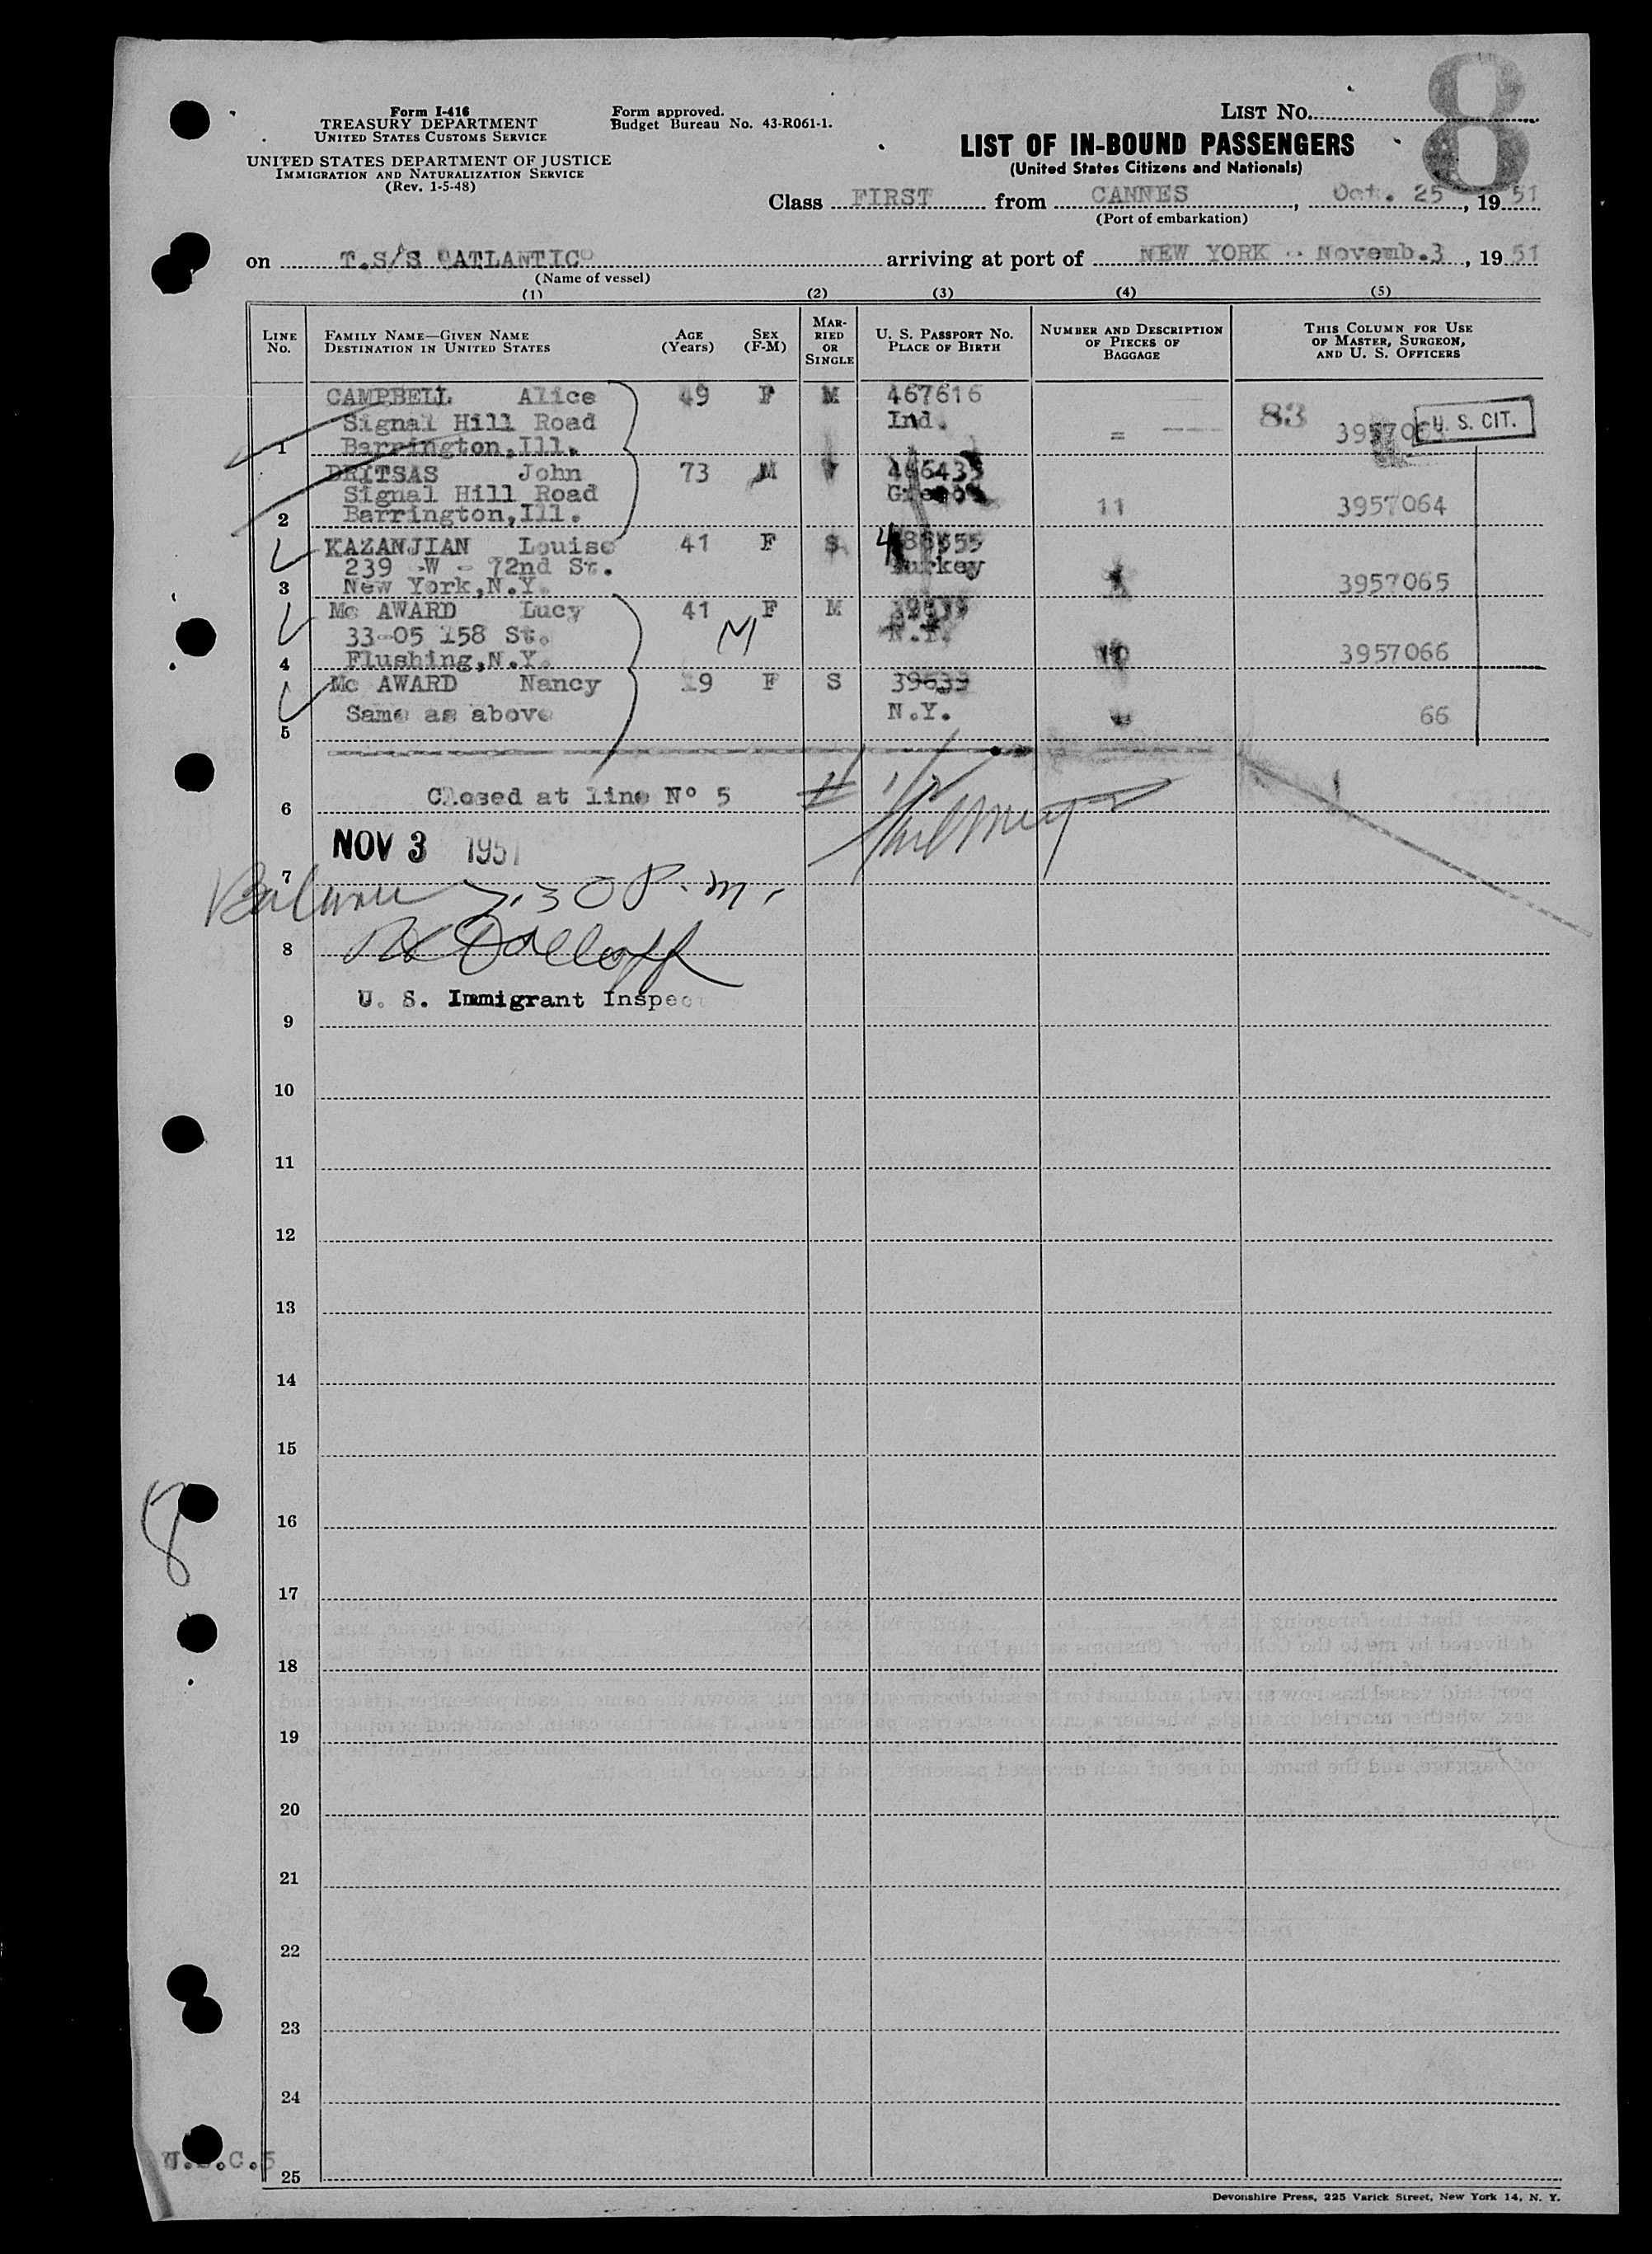 Form I-416
TREASURY DEPARTMENT
UNITED STATES CUSTOMS SERVICE
UNITED STATES DEPARTMENT OF JUSTICE
IMMIGRATION AND NATURALIZATION SERVICE
(Rev. 1-5-48)
Form approved.
Budget Bureau No. 43-R061-1.
LIST No.
8
LIST OF IN-BOUND PASSENGERS
(United States Citizens and Nationals)
Class FIRST from CANNES, Oct. 25, 1951
(Port of embarkation)
on T.S/S "ATLANTIC" arriving at port of NEW YORK -- Novemb.3, 1951
(Name of vessel)
(1) (2) (3) (4) (5)
LINE No.
FAMILY NAME—GIVEN NAME
DESTINATION IN UNITED STATES
AGE (Years)
SEX (F-M)
MARRIED OR SINGLE
U. S. PASSPORT No.
PLACE OF BIRTH
NUMBER AND DESCRIPTION OF PIECES OF BAGGAGE
THIS COLUMN FOR USE OF MASTER, SURGEON, AND U. S. OFFICERS
CAMPBELL Alice 49 F M 467616
Signal Hill Road Ind. 83 U. S. CIT.
1 Barrington,Ill. =
DRITSAS John 73 M
Signal Hill Road
2 Barrington,Ill. 11 3957064
KAZANJIAN Louise 41 F S
239 -W - 72nd St. Turkey
3 New York,N.Y. 3957065
Mc AWARD Lucy 41 F M
33-05 158 St. N.Y.
4 Flushing,N.Y. 3957066
Mc AWARD Nancy 19 F S 39633
Same as above N.Y. 66
5
Closed at line Nº 5
6
NOV 3 1951
7
7:30 P.m.
8
U. S. Immigrant Inspec
9
10
11
12
13
14
15
16
8
17
18
19
20
21
22
23
24
25
Devonshire Press, 225 Varick Street, New York 14, N. Y.